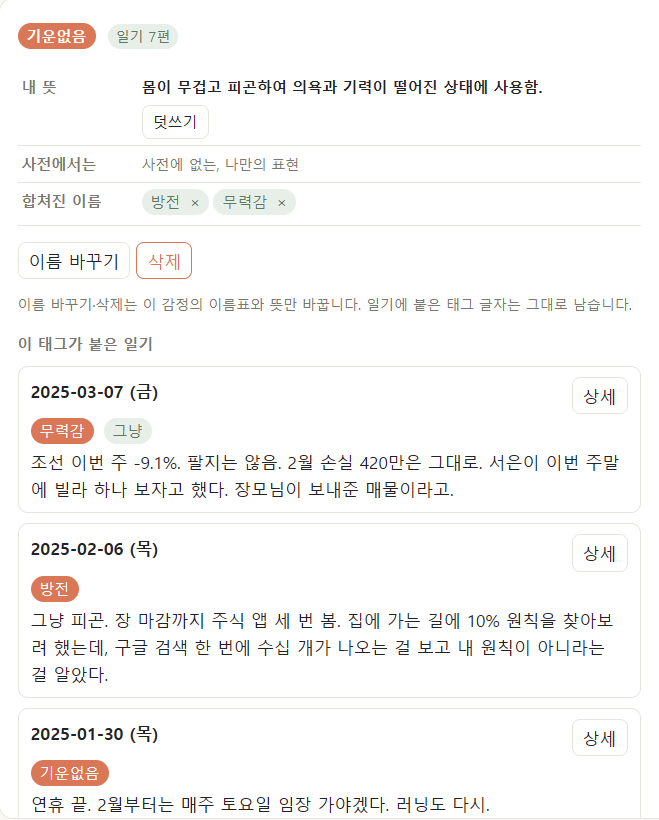 기운없음 일기 7편
내 뜻 몸이 무겁고 피곤하여 의욕과 기력이 떨어진 상태에 사용함.
덧쓰기
사전에서는 사전에 없는, 나만의 표현
합쳐진 이름 방전 × 무력감 ×
이름 바꾸기 삭제
이름 바꾸기·삭제는 이 감정의 이름표와 뜻만 바꿉니다. 일기에 붙은 태그 글자는 그대로 남습니다.
이 태그가 붙은 일기
2025-03-07 (금) 상세
무력감 그냥
조선 이번 주 -9.1%. 팔지는 않음. 2월 손실 420만은 그대로. 서은이 이번 주말
에 빌라 하나 보자고 했다. 장모님이 보내준 매물이라고.
2025-02-06 (목) 상세
방전
그냥 피곤. 장 마감까지 주식 앱 세 번 봄. 집에 가는 길에 10% 원칙을 찾아보
려 했는데, 구글 검색 한 번에 수십 개가 나오는 걸 보고 내 원칙이 아니라는
걸 알았다.
2025-01-30 (목) 상세
기운없음
연휴 끝. 2월부터는 매주 토요일 임장 가야겠다. 러닝도 다시.